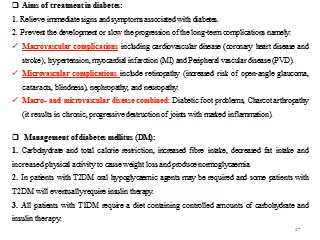 ❑ Aims of treatment in diabetes:
1. Relieve immediate signs and symptoms associated with diabetes.
2. Prevent the development or slow the progression of the long-term complications namely:
✓ Macrovascular complications including cardiovascular disease (coronary heart disease and
stroke), hypertension, myocardial infarction (MI) and Peripheral vascular disease (PVD).
✓ Microvascular complications include retinopathy (increased risk of open-angle glaucoma,
cataracts, blindness), nephropathy, and neuropathy.
✓ Macro- and microvascular disease combined: Diabetic foot problems, Charcot arthropathy
(it results in chronic, progressive destruction of joints with marked inflammation).
❑ Management of diabetes mellitus (DM):
1. Carbohydrate and total calorie restriction, increased fibre intake, decreased fat intake and
increased physical activity to cause weight loss and produce normoglycaemia.
2. In patients with T2DM oral hypoglycaemic agents may be required and some patients with
T2DM will eventually require insulin therapy.
3. All patients with T1DM require a diet containing controlled amounts of carbohydrate and
insulin therapy.